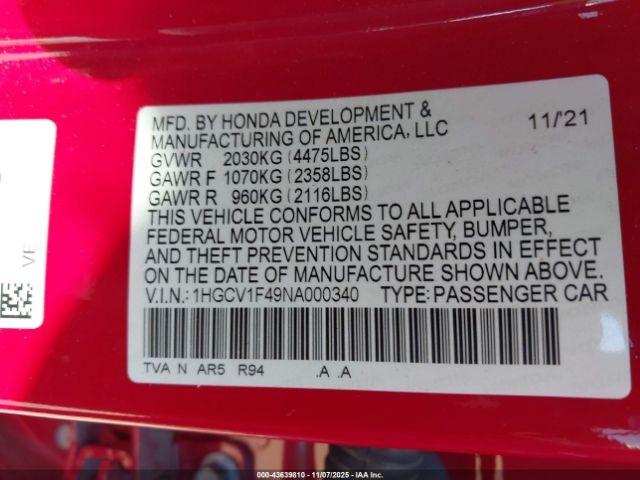 MFD. BY HONDA DEVELOPMENT &
MANUFACTURING OF AMERICA, LLC 11/21
GVWR 2030KG (4475LBS)
GAWR F 1070KG (2358LBS)
GAWR R 960KG (2116LBS)
THIS VEHICLE CONFORMS TO ALL APPLICABLE
FEDERAL MOTOR VEHICLE SAFETY, BUMPER,
AND THEFT PREVENTION STANDARDS IN EFFECT
ON THE DATE OF MANUFACTURE SHOWN ABOVE.
V.I.N.: 1HGCV1F49NA000340 TYPE: PASSENGER CAR
TVA N AR5 R94 .A .A
VE
000-43639810 - 11/07/2025 - IAA Inc. - Copyright